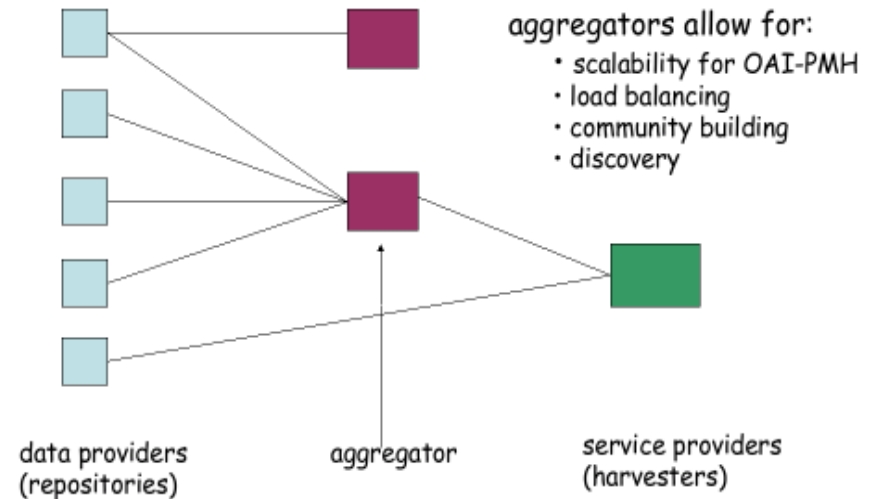 aggregators allow for:
• scalability for OAI-PMH
• load balancing
• community building
• discovery
data providers
(repositories)
aggregator
service providers
(harvesters)